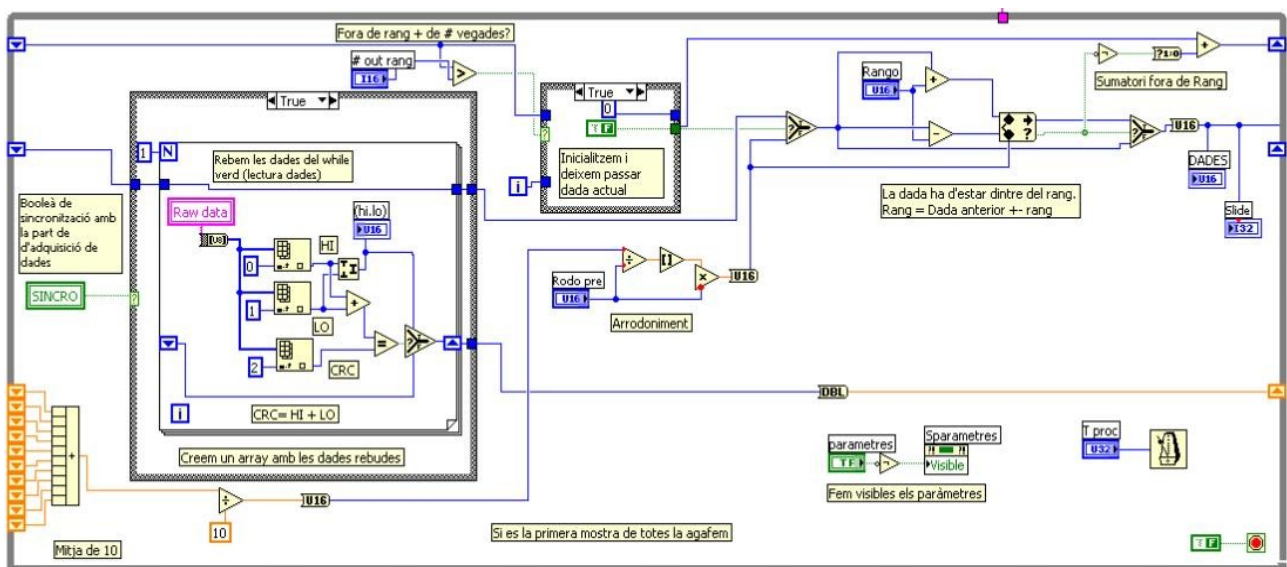 Fora de rang + de # vegades?
# out rang
I16
>
True
True
0
T F
?
Inicialitzem i
deixem passar
dada actual
i
Rango
U16
+
-
?
?1:0
+
Sumatori fora de Rang
U16
DADES
U16
Slide
I32
La dada ha d'estar dintre del rang.
Rang = Dada anterior +- rang
1
N
Rebem les dades del while
verd (lectura dades)
Booleà de
sincronització amb
la part de
d'adquisició de
dades
SINCRO
?
Raw data
[U8]
(hi.lo)
U16
HI
0
1
LO
+
2
CRC
=
?
i
CRC= HI + LO
Creem un array amb les dades rebudes
Rodo pre
U16
÷
[ ]
x
U16
Arrodoniment
DBL
parametres
TF
Sparametres
Visible
Fem visibles els paràmetres
T proc
U32
+
÷
10
U16
Mitja de 10
Si es la primera mostra de totes la agafem
T F